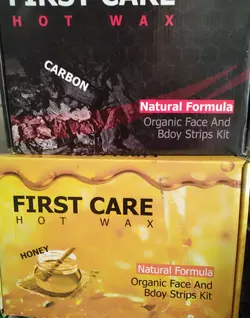 FIRST CARE
HOT WAX
CARBON
Natural Formula
Organic Face And
Bdoy Strips Kit
FIRST CARE
HOT WAX
HONEY
Natural Formula
Organic Face And
Bdoy Strips Kit